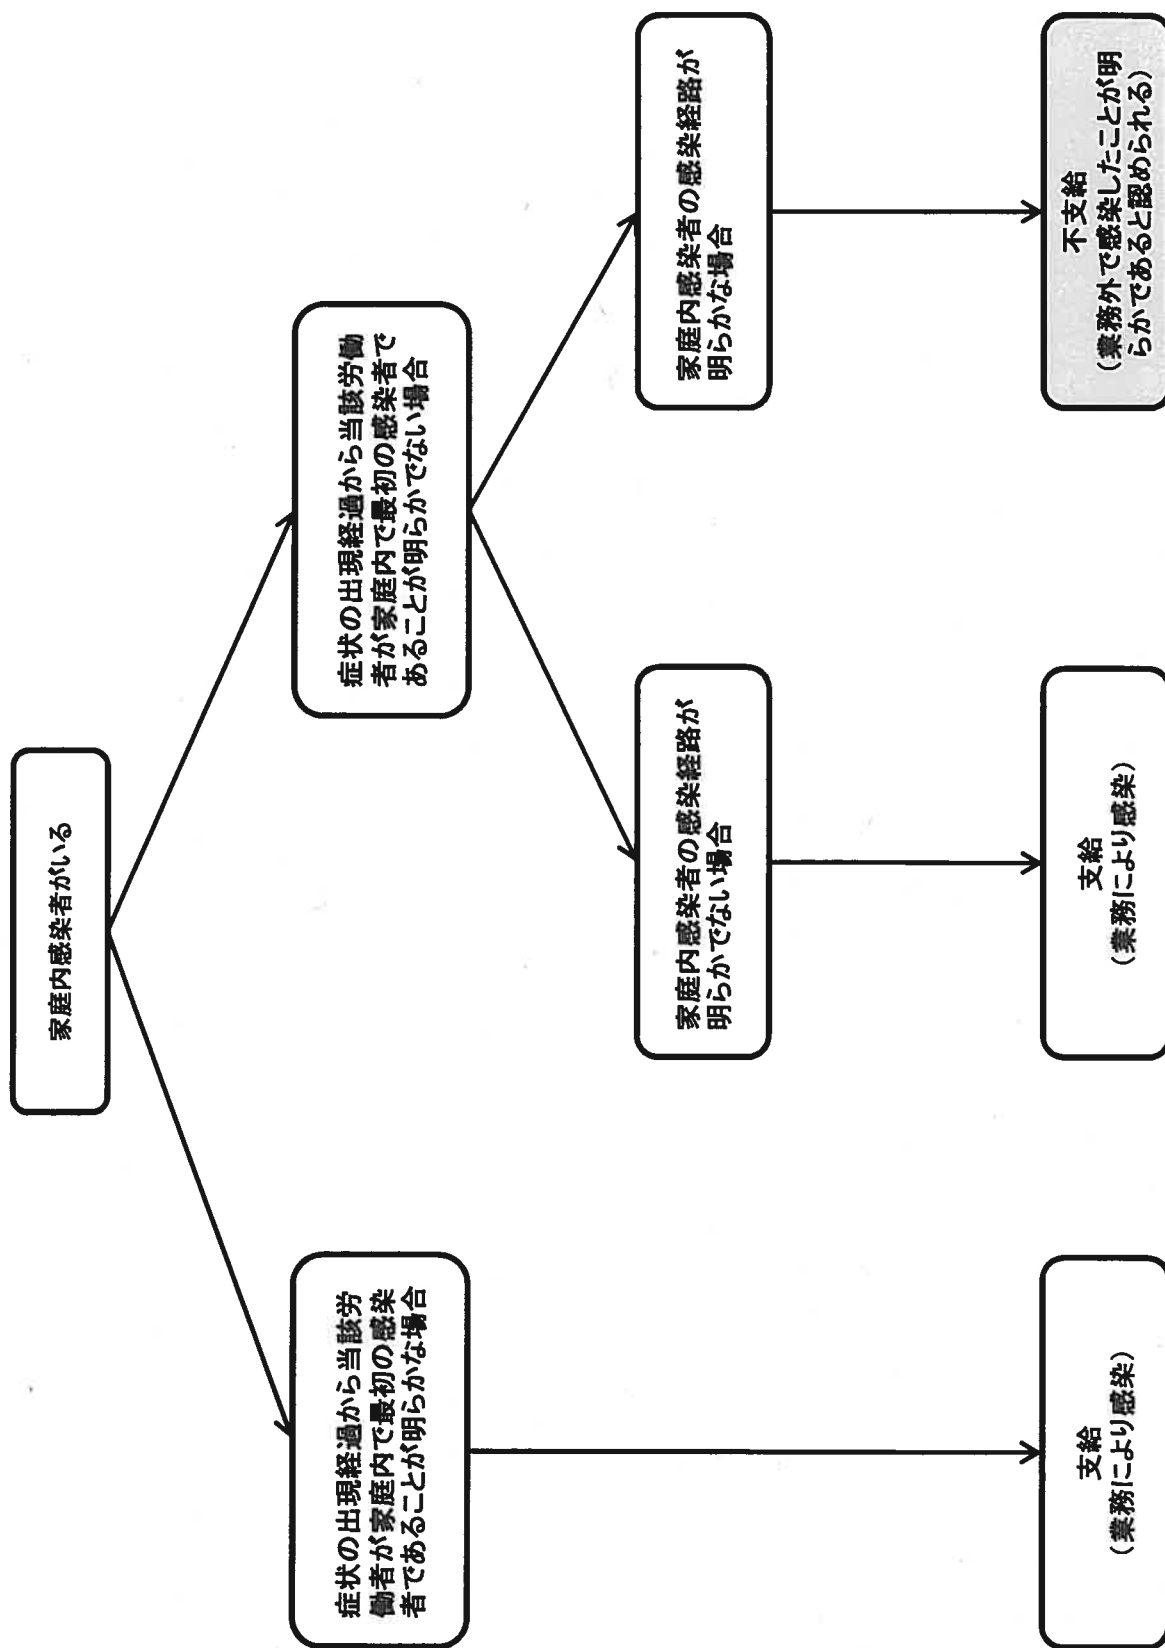 家庭内感染者がいる
症状の出現経過から当該労
働者が家庭内で最初の感染
者であることが明らかな場合
症状の出現経過から当該労働
者が家庭内で最初の感染者で
あることが明らかでない場合
家庭内感染者の感染経路が
明らかでない場合
家庭内感染者の感染経路が
明らかな場合
支給
(業務により感染)
支給
(業務により感染)
不支給
(業務外で感染したことが明
らかであると認められる)